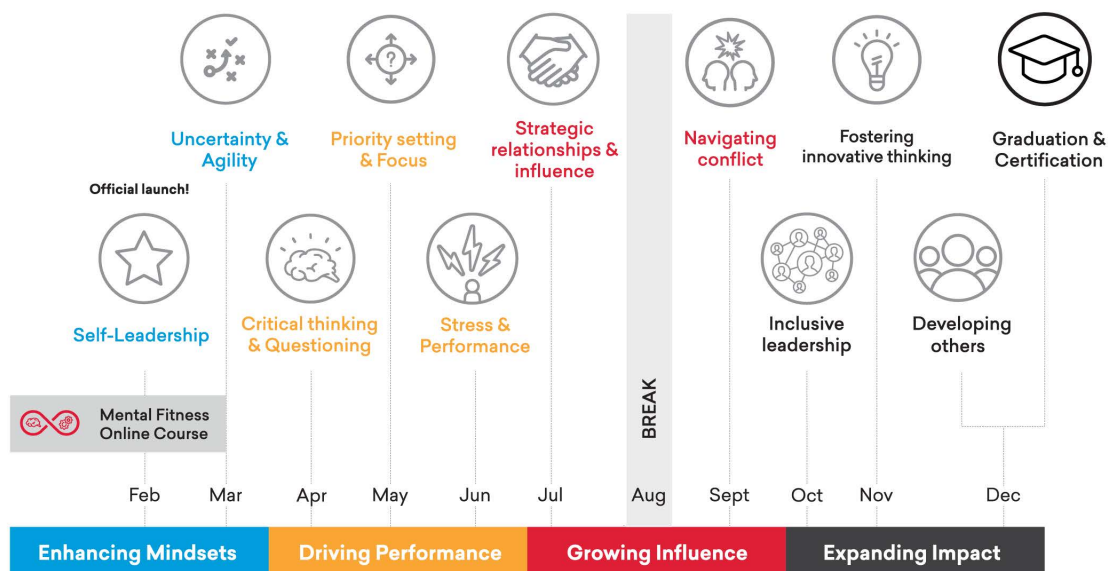 Uncertainty &
Agility
Priority setting
& Focus
?
Strategic
relationships &
influence
Navigating
conflict
Fostering
innovative thinking
Graduation &
Certification
Official launch!
Self-Leadership
Critical thinking
& Questioning
Stress &
Performance
BREAK
Inclusive
leadership
Developing
others
Mental Fitness
Online Course
Feb
Mar
Apr
May
Jun
Jul
Aug
Sept
Oct
Nov
Dec
Enhancing Mindsets
Driving Performance
Growing Influence
Expanding Impact